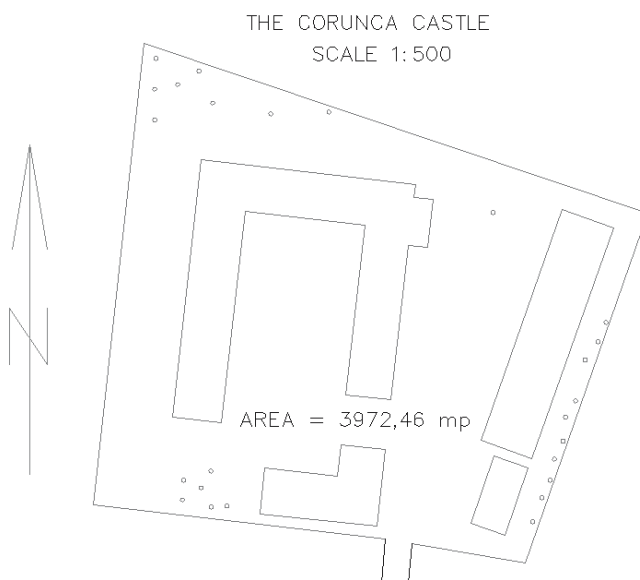 THE CORUNCA CASTLE
SCALE 1:500
N
AREA = 3972,46 mp